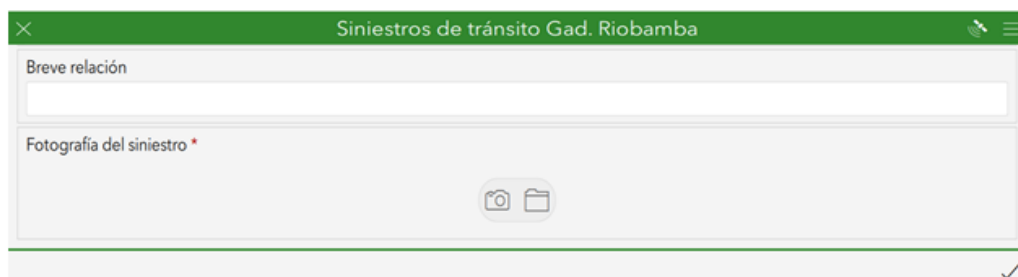 Siniestros de tránsito Gad. Riobamba
Breve relación
Fotografía del siniestro *